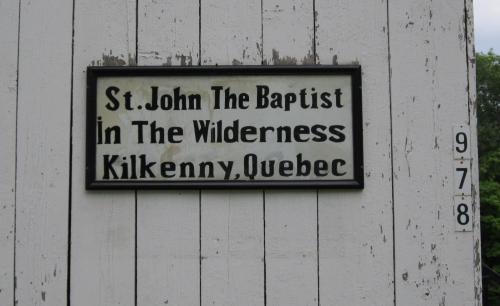 St. John The Baptist
in The Wilderness
Kilkenny, Quebec
9
7
8